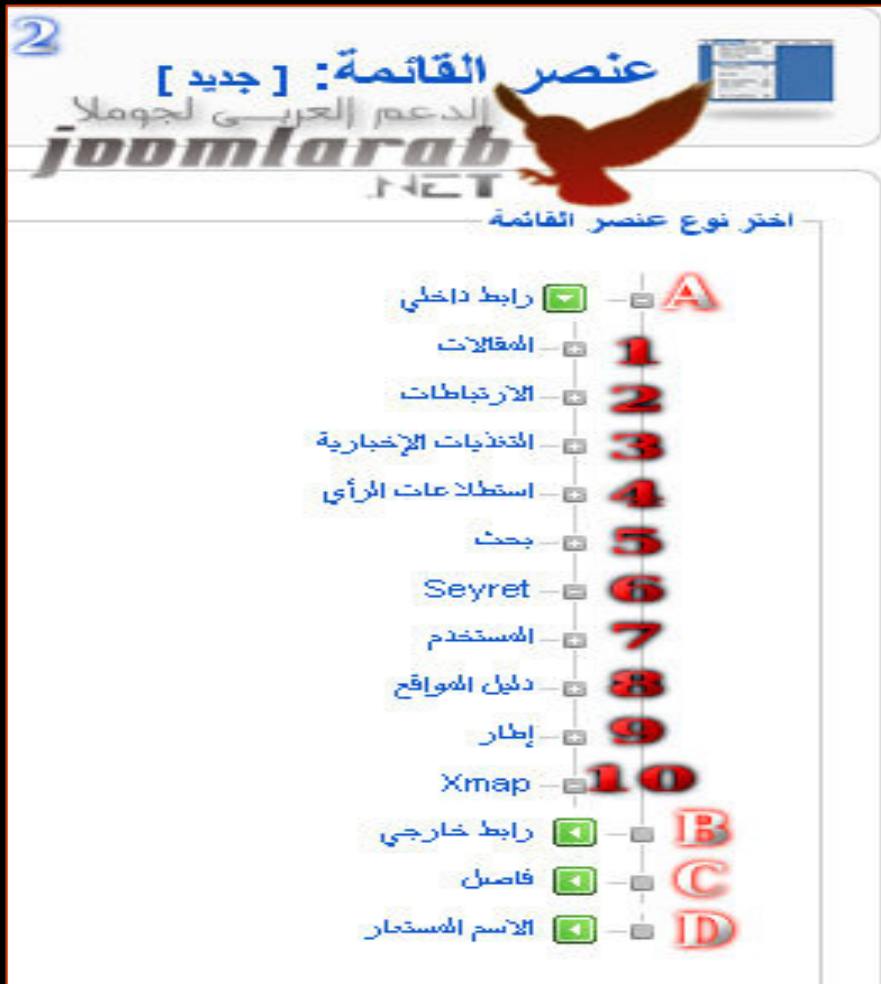 2
عنصر القائمة: [ جديد ]
الدعم العربي لجوملا
joomlarab
.NET
اختر نوع عنصر القائمة
A رابط داخلي
1 المقالات
2 الارتباطات
3 التغذيات الإخبارية
4 استطلاعات الرأي
5 بحث
6 Seyret
7 المستخدم
8 دليل المواقع
9 إطار
10 Xmap
B رابط خارجي
C فاصل
D الاسم المستعار